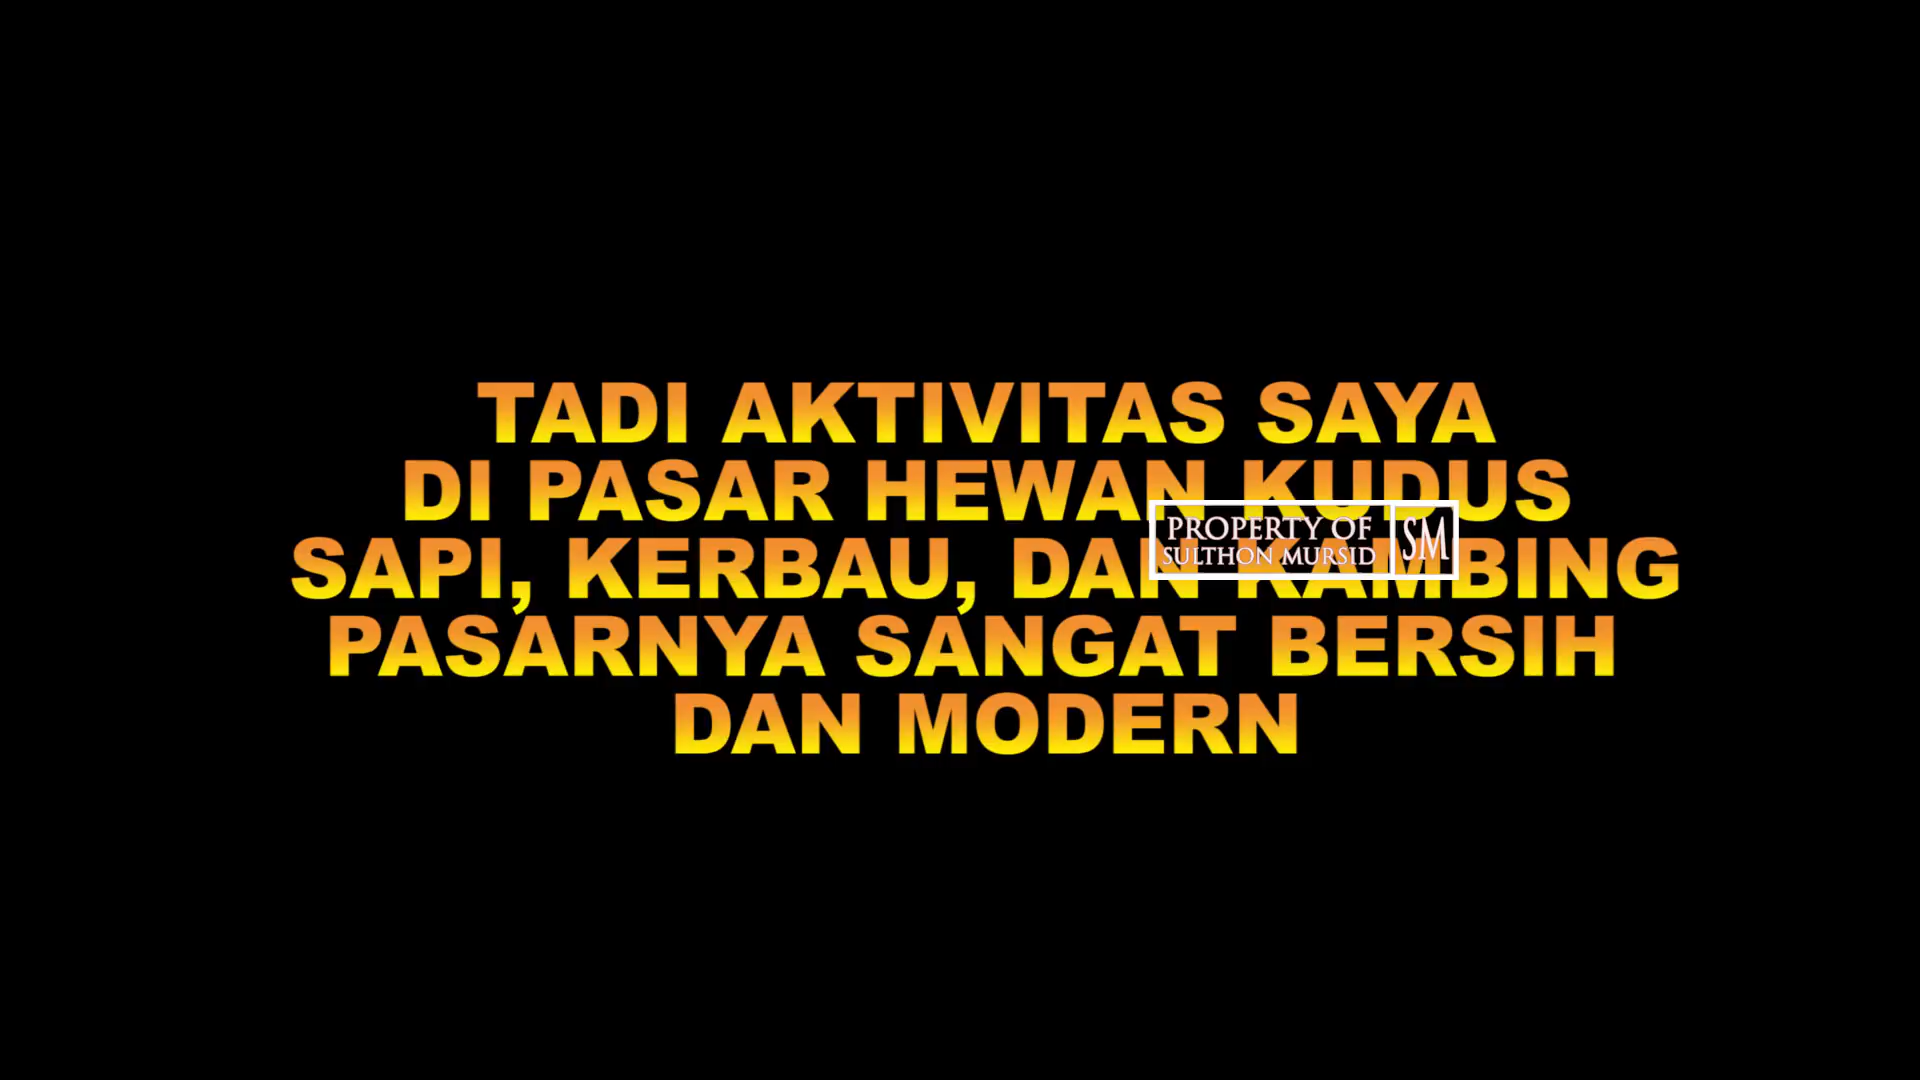 TADI AKTIVITAS SAYA
DI PASAR HEWAN KUDUS
PROPERTY OF
SULTHON MURSID
SM
SAPI, KERBAU, DAN KAMBING
PASARNYA SANGAT BERSIH
DAN MODERN